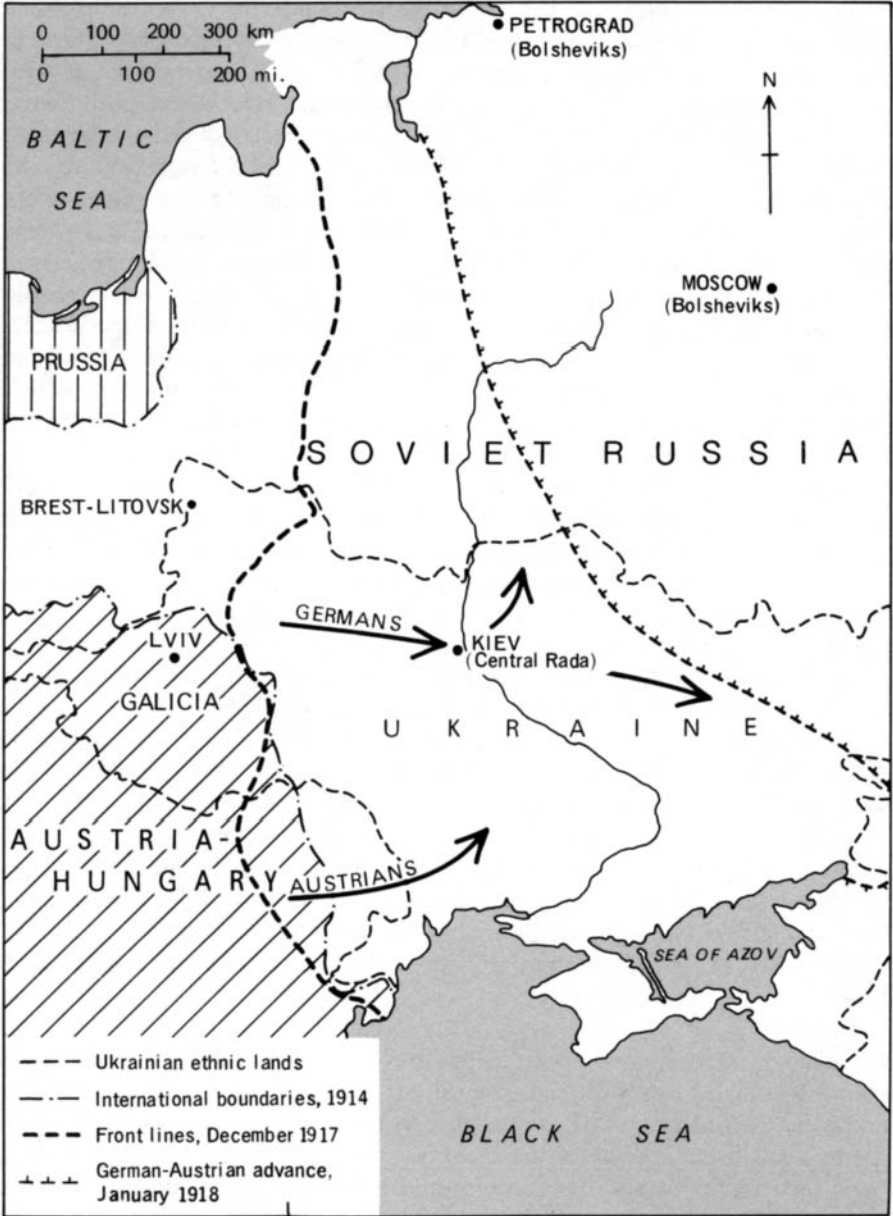 0 100 200 300 km
0 100 200 mi.
PETROGRAD
(Bolsheviks)
N
BALTIC
SEA
MOSCOW
(Bolsheviks)
PRUSSIA
SOVIET RUSSIA
BREST-LITOVSK
GERMANS
LVIV
KIEV
(Central Rada)
GALICIA
UKRAINE
AUSTRIA-
HUNGARY
AUSTRIANS
SEA OF AZOV
Ukrainian ethnic lands
International boundaries, 1914
Front lines, December 1917
German-Austrian advance,
January 1918
BLACK SEA